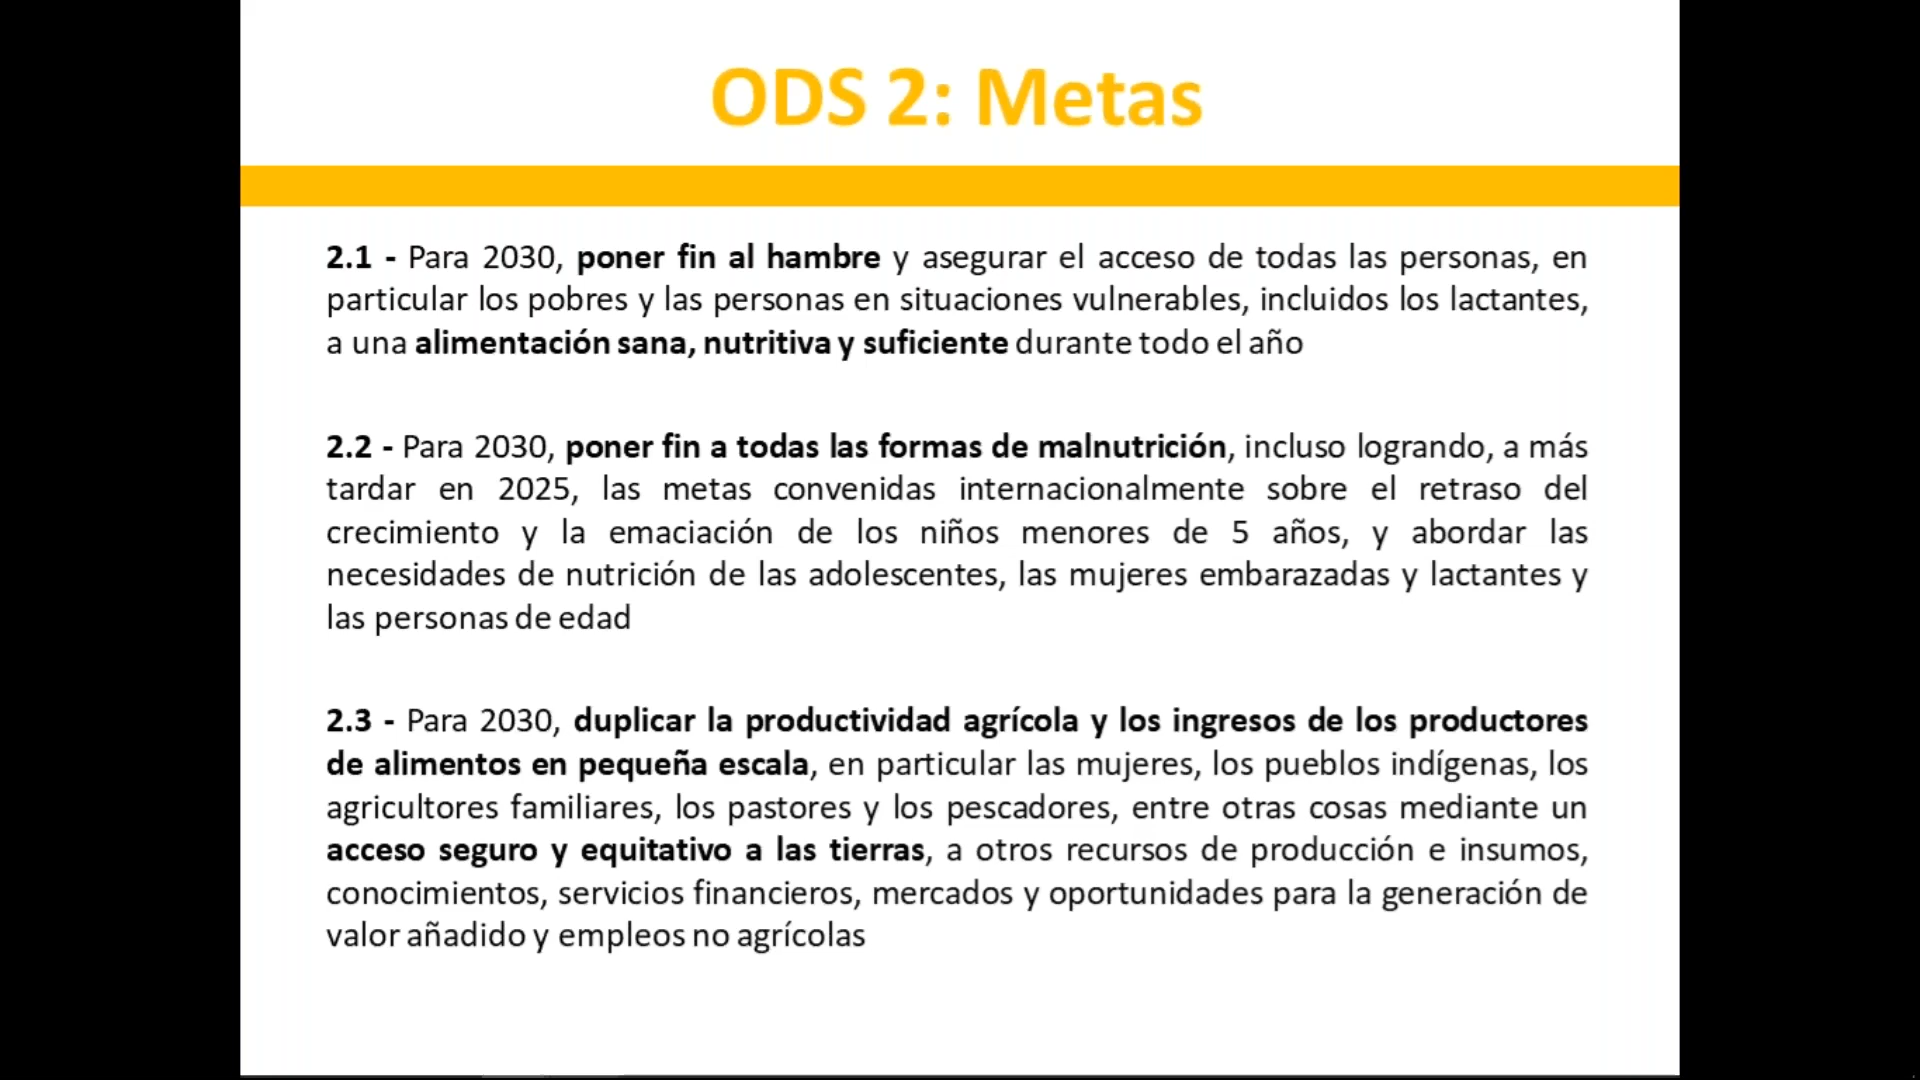 ODS 2: Metas
2.1 - Para 2030, poner fin al hambre y asegurar el acceso de todas las personas, en
particular los pobres y las personas en situaciones vulnerables, incluidos los lactantes,
a una alimentación sana, nutritiva y suficiente durante todo el año
2.2 - Para 2030, poner fin a todas las formas de malnutrición, incluso logrando, a más
tardar en 2025, las metas convenidas internacionalmente sobre el retraso del
crecimiento y la emaciación de los niños menores de 5 años, y abordar las
necesidades de nutrición de las adolescentes, las mujeres embarazadas y lactantes y
las personas de edad
2.3 - Para 2030, duplicar la productividad agrícola y los ingresos de los productores
de alimentos en pequeña escala, en particular las mujeres, los pueblos indígenas, los
agricultores familiares, los pastores y los pescadores, entre otras cosas mediante un
acceso seguro y equitativo a las tierras, a otros recursos de producción e insumos,
conocimientos, servicios financieros, mercados y oportunidades para la generación de
valor añadido y empleos no agrícolas